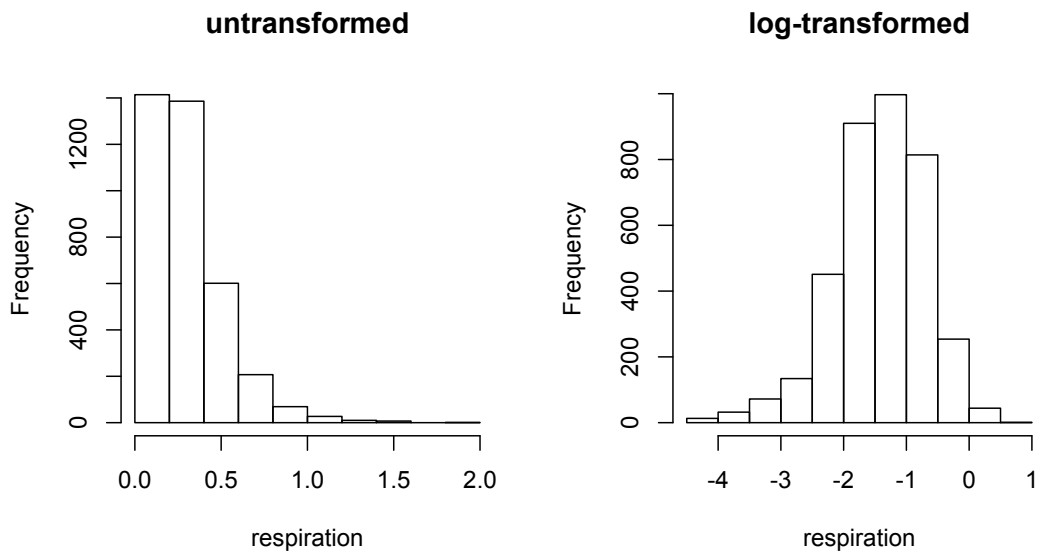 untransformed
Frequency
0
400
800
1200
0.0 0.5 1.0 1.5 2.0
respiration
log-transformed
Frequency
0
200
400
600
800
-4 -3 -2 -1 0 1
respiration